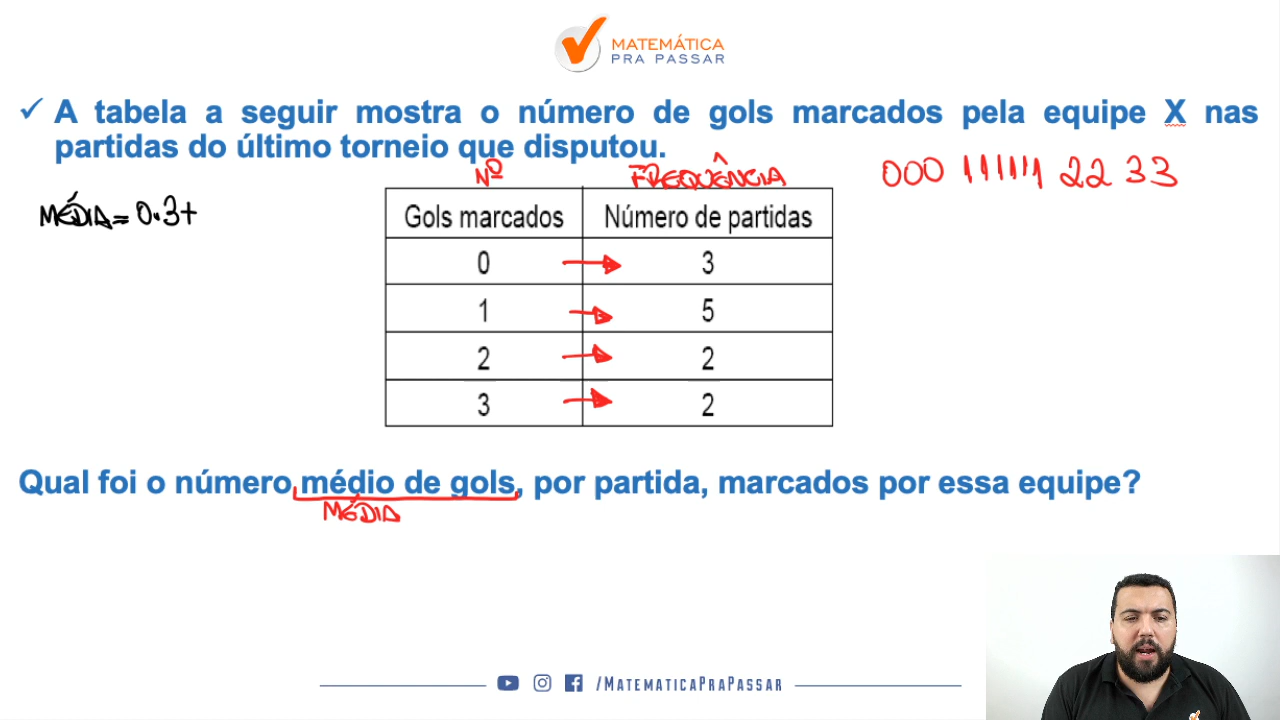 MATEMÁTICA
PRA PASSAR
✓ A tabela a seguir mostra o número de gols marcados pela equipe X nas
partidas do último torneio que disputou.
Nº FREQUÊNCIA
000 111111 22 33
MÉDIA = 0.3+
Gols marcados Número de partidas
0 → 3
1 → 5
2 → 2
3 → 2
Qual foi o número médio de gols, por partida, marcados por essa equipe?
MÉDIA
/MATEMATICAPRAPASSAR